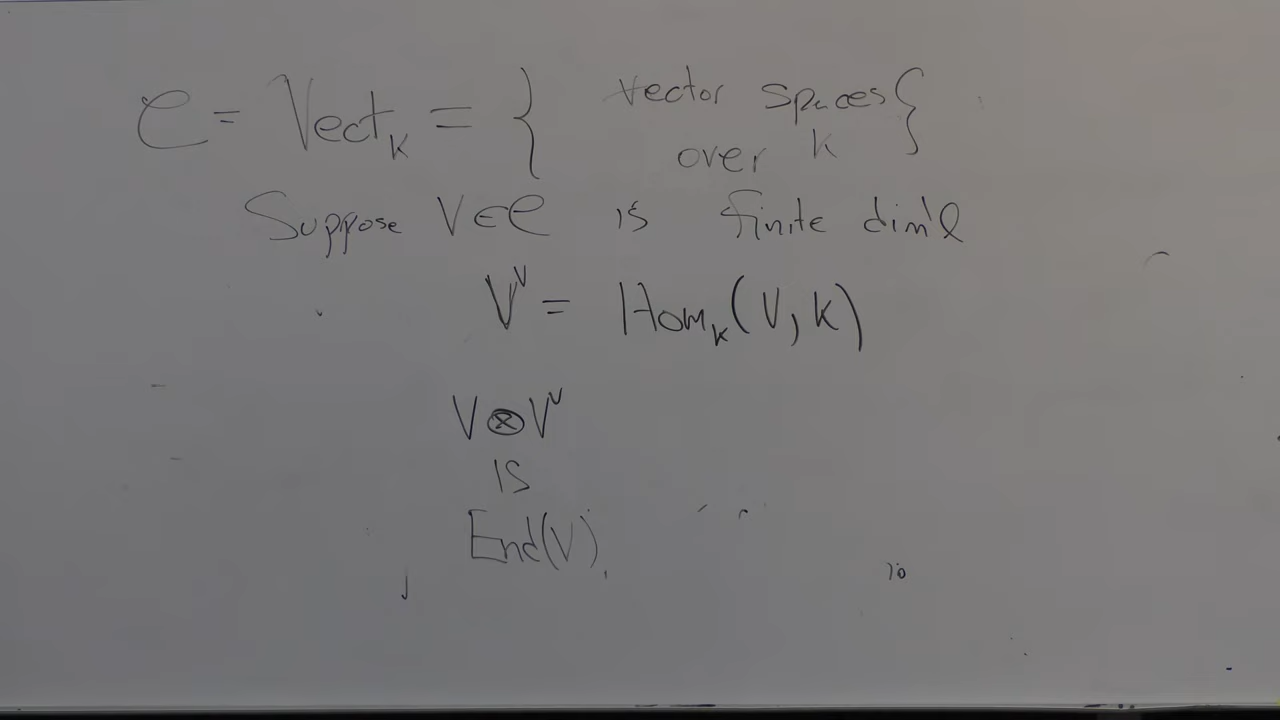 𝒞 = Vect_k = { vector spaces
over k }
Suppose V ∈ 𝒞 is finite dim'l
V^∨ = Hom_k(V, k)
V ⊗ V^∨
IS
End(V)